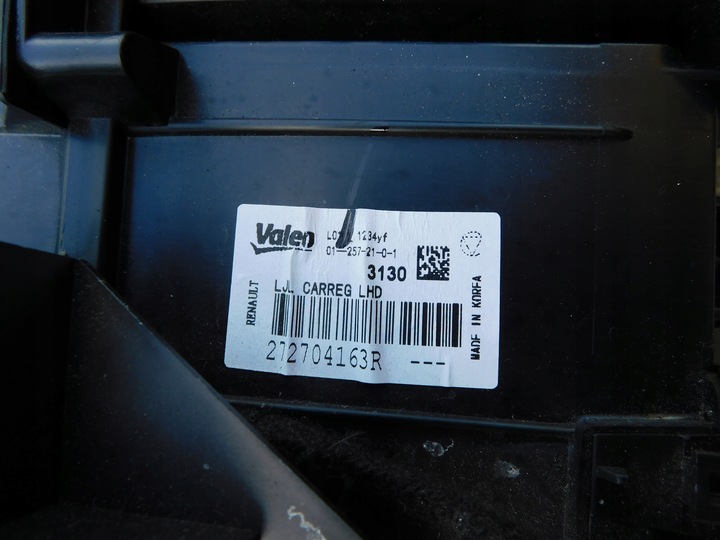 Valeo
1234yf
01-257-21-0-1
3130
CARREG LHD
RENAULT
272704163R ---
MADE IN KOREA